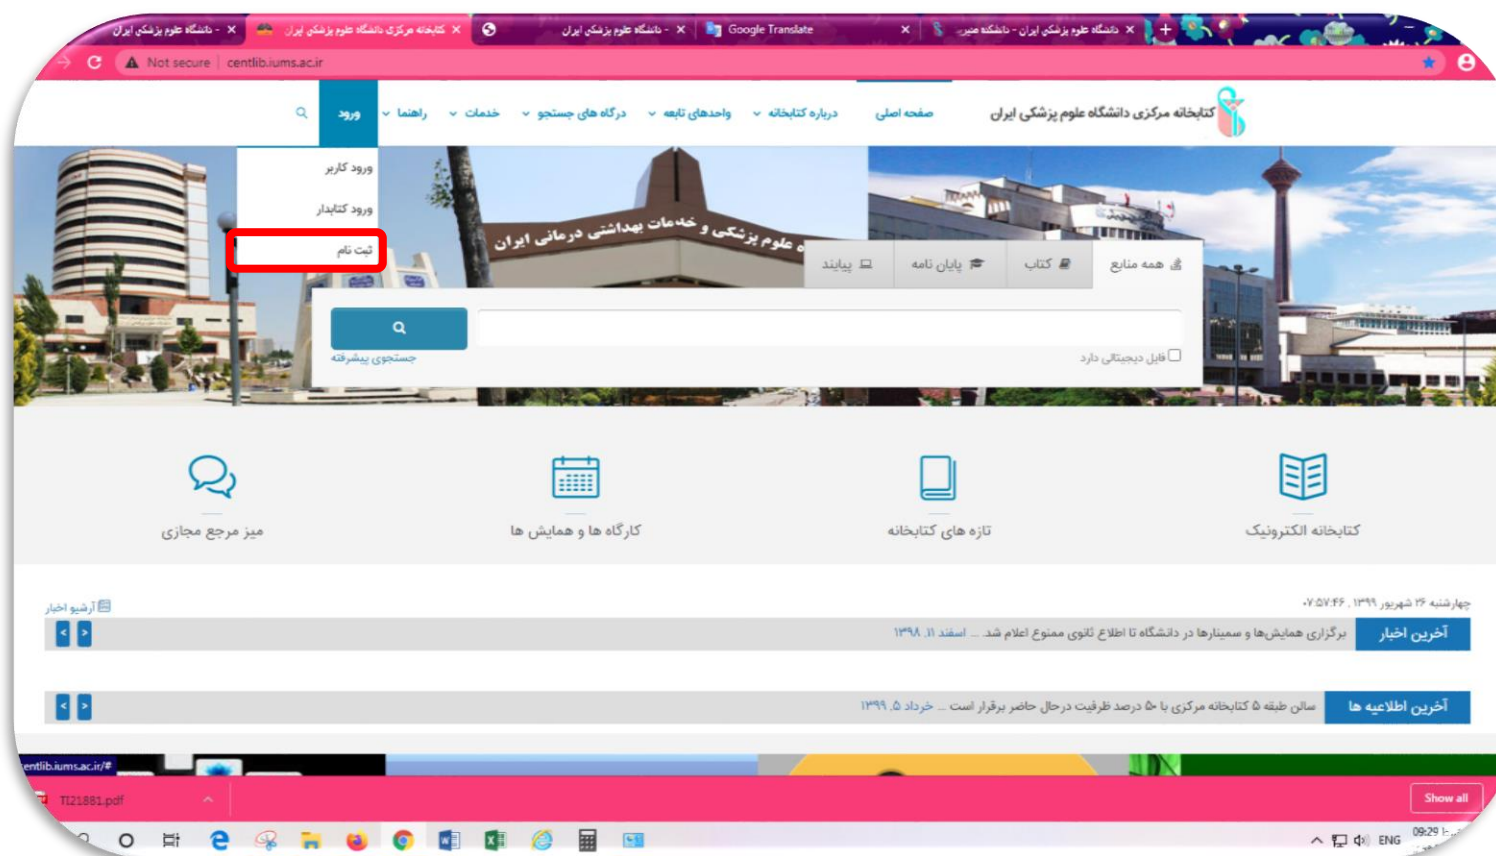 - دانشگاه علوم پزشکی ایران
کتابخانه مرکزی دانشگاه علوم پزشکی ایران
- دانشگاه علوم پزشکی ایران
Google Translate
دانشگاه علوم پزشکی ایران - دانشکده
Not secure
centlib.iums.ac.ir
کتابخانه مرکزی دانشگاه علوم پزشکی ایران
صفحه اصلی
درباره کتابخانه
واحدهای تابعه
درگاه های جستجو
خدمات
راهنما
ورود
ورود کاربر
ورود کتابدار
ثبت نام
علوم پزشکی و خدمات بهداشتی درمانی ایران
همه منابع
کتاب
پایان نامه
پیایند
فایل دیجیتالی دارد
جستجوی پیشرفته
کتابخانه الکترونیک
تازه های کتابخانه
کارگاه ها و همایش ها
میز مرجع مجازی
چهارشنبه ۲۶ شهریور ۱۳۹۹ , ۰۷:۵۷:۴۶
آرشیو اخبار
آخرین اخبار
برگزاری همایش‌ها و سمینارها در دانشگاه تا اطلاع ثانوی ممنوع اعلام شد. ... اسفند ۱۱, ۱۳۹۸
آخرین اطلاعیه ها
سالن طبقه ۵ کتابخانه مرکزی با ۵۰ درصد ظرفیت در حال حاضر برقرار است ... خرداد ۵, ۱۳۹۹
entlib.iums.ac.ir/#
TI21881.pdf
Show all
ENG
09:29